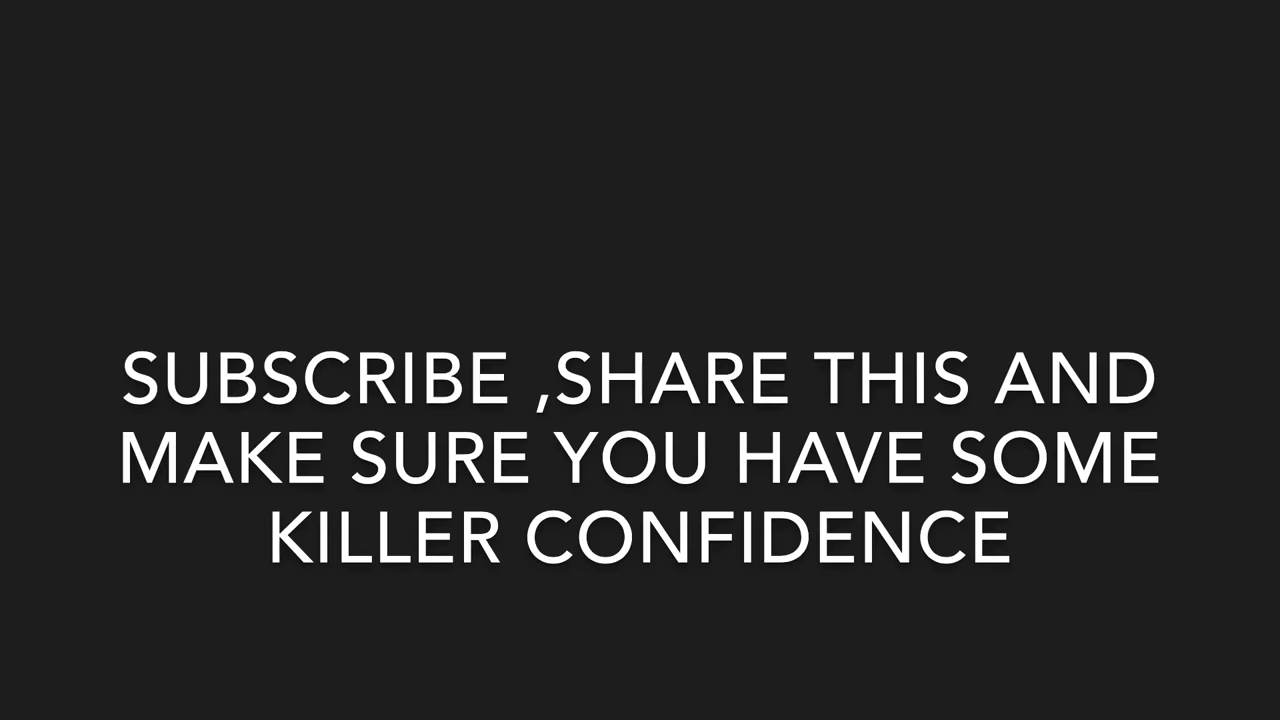 SUBSCRIBE ,SHARE THIS AND
MAKE SURE YOU HAVE SOME
KILLER CONFIDENCE